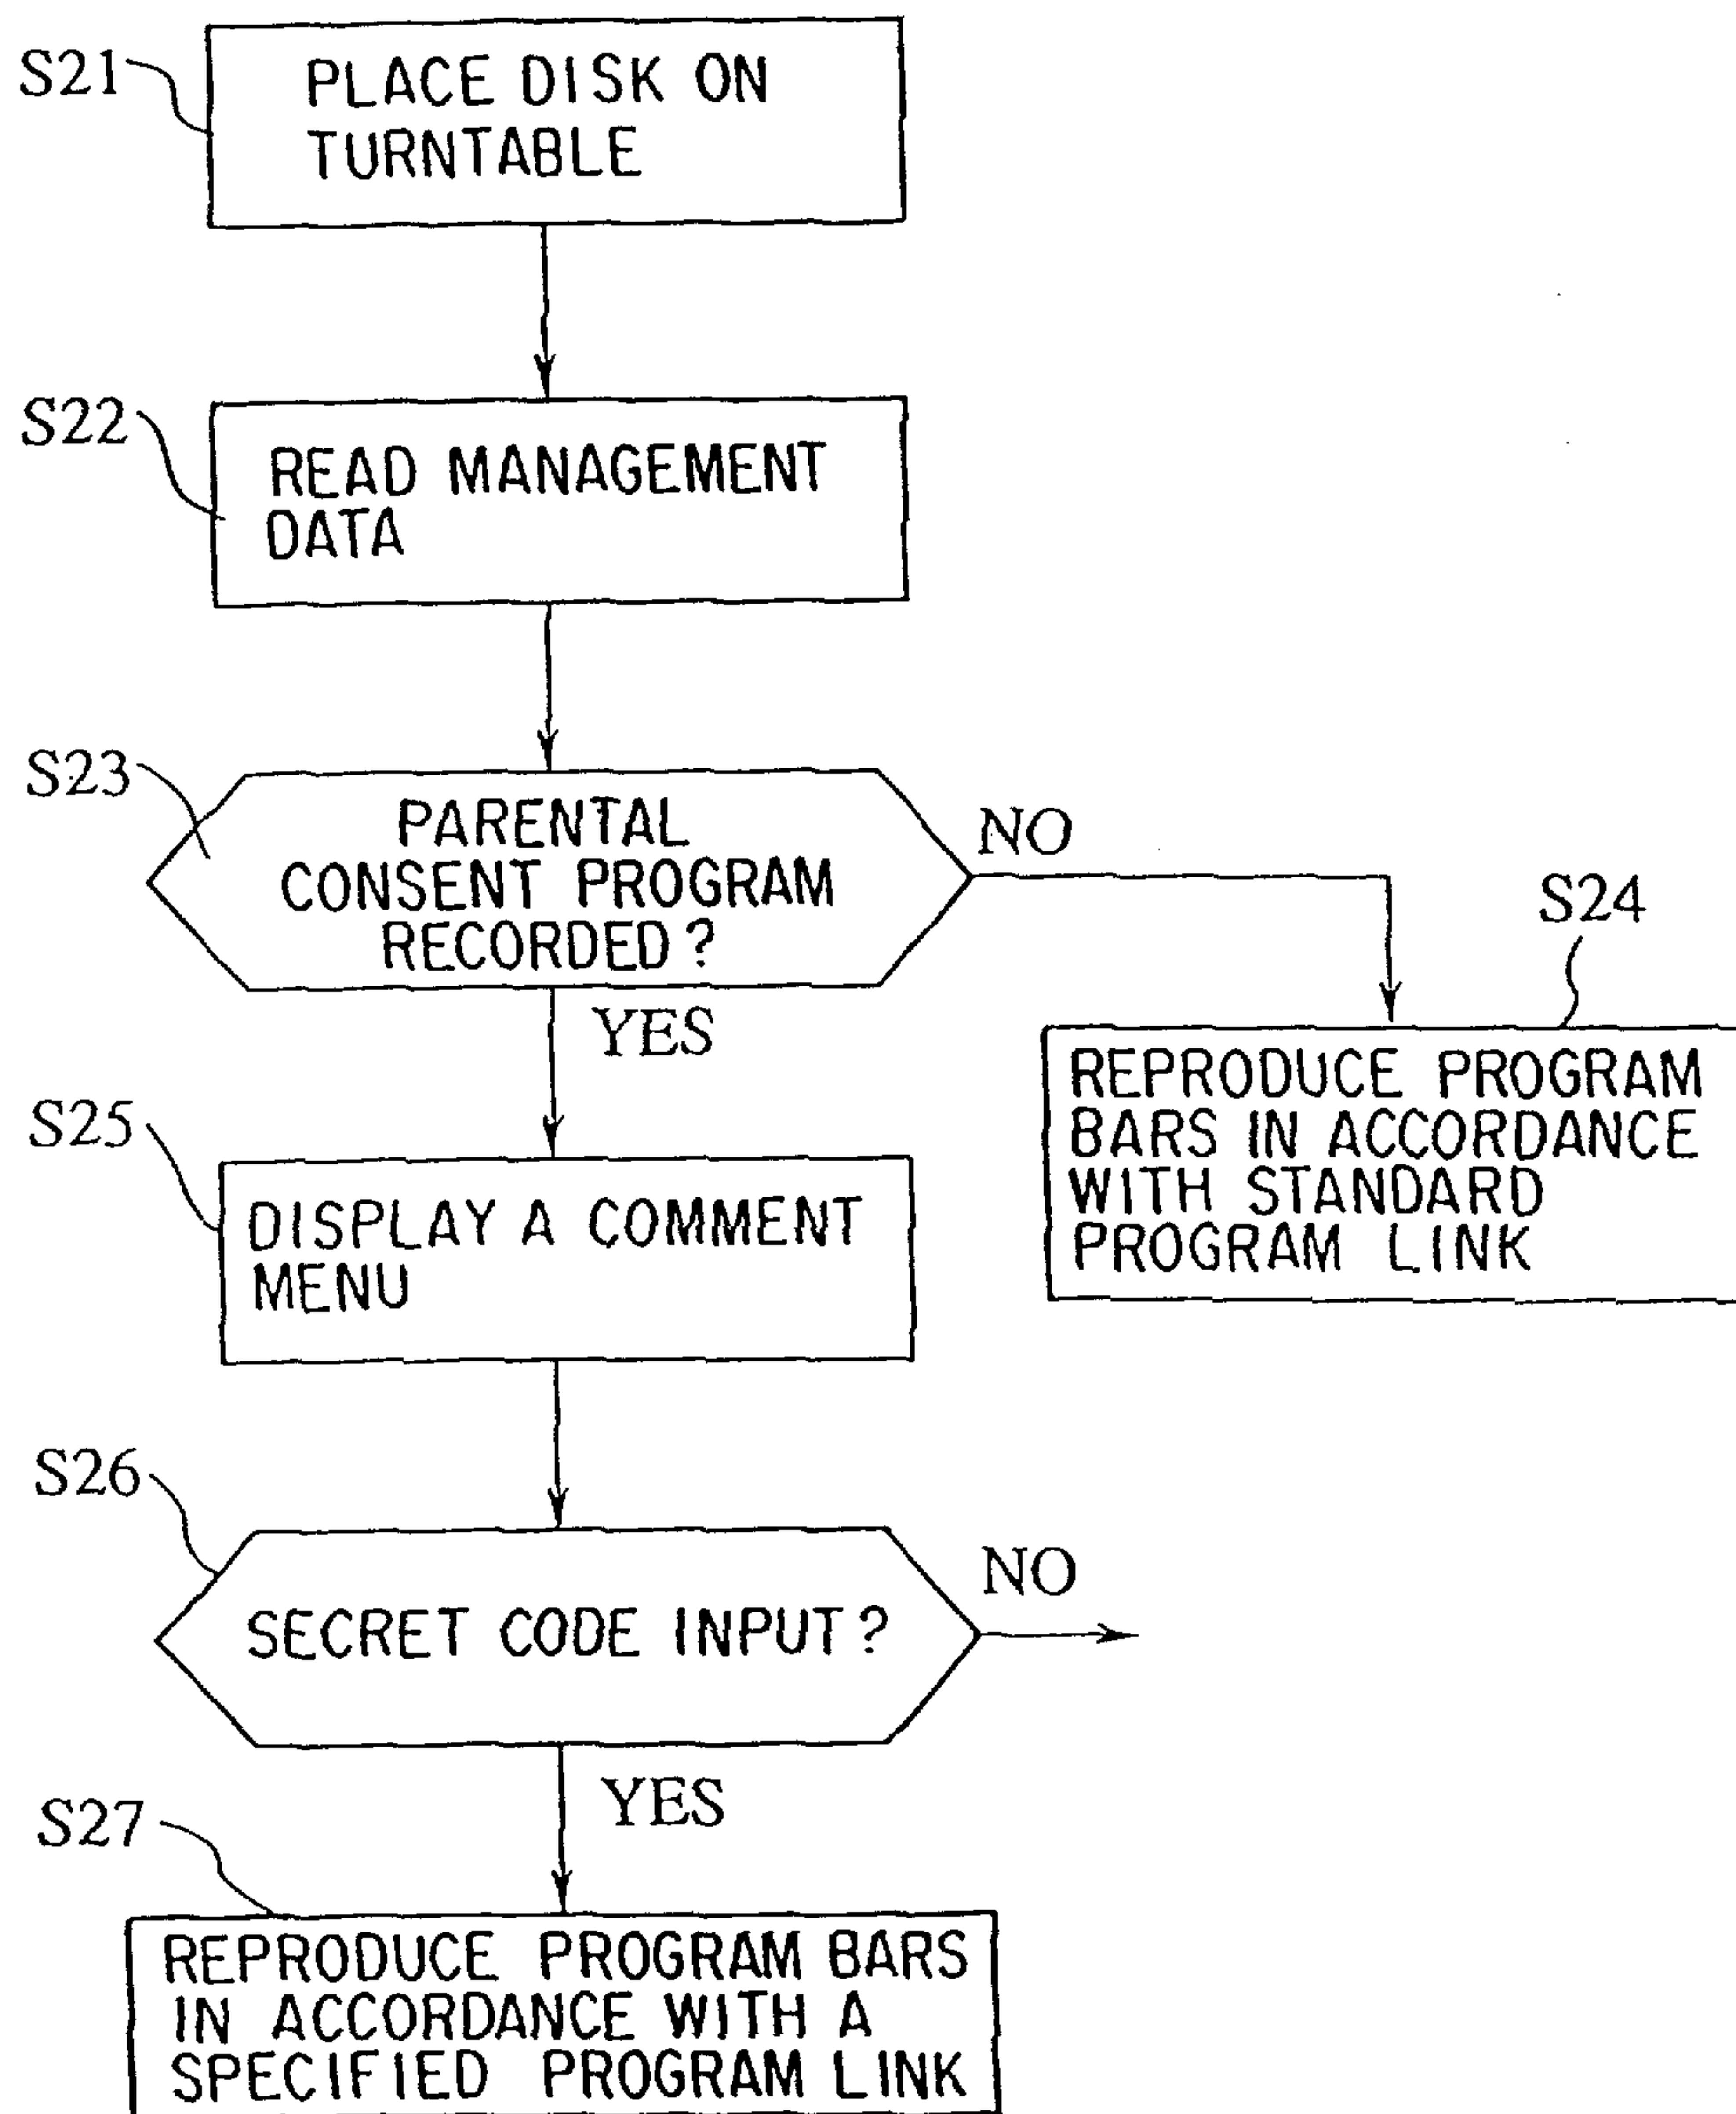 S21
PLACE DISK ON
TURNTABLE
S22
READ MANAGEMENT
DATA
S23
PARENTAL
CONSENT PROGRAM
RECORDED?
NO
YES
S24
REPRODUCE PROGRAM
BARS IN ACCORDANCE
WITH STANDARD
PROGRAM LINK
S25
DISPLAY A COMMENT
MENU
S26
SECRET CODE INPUT?
NO
YES
S27
REPRODUCE PROGRAM BARS
IN ACCORDANCE WITH A
SPECIFIED PROGRAM LINK